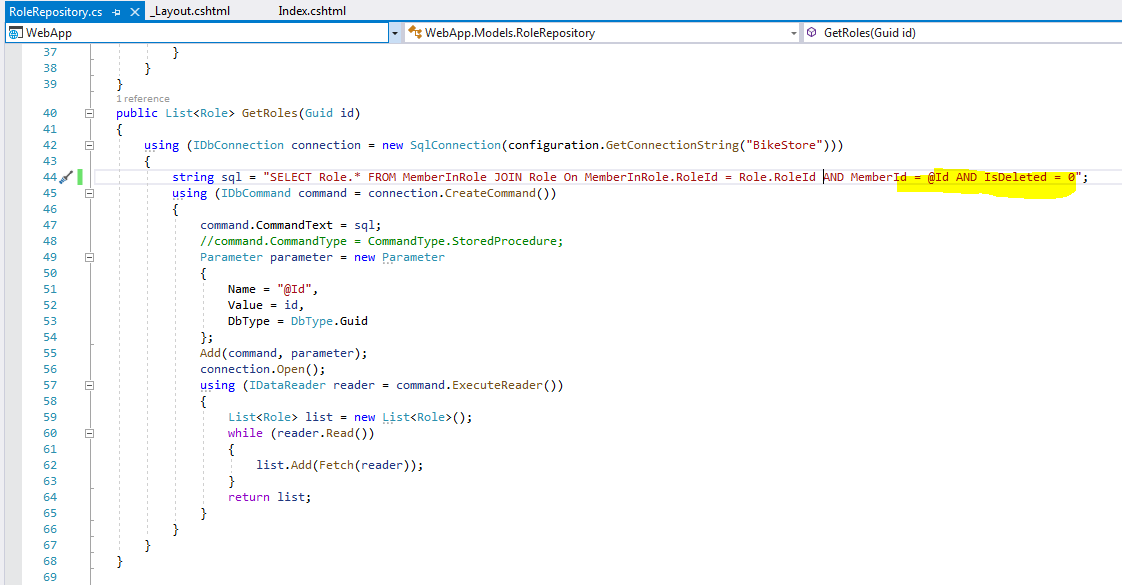 RoleRepository.cs _Layout.cshtml Index.cshtml
WebApp WebApp.Models.RoleRepository GetRoles(Guid id)
37 }
38 }
39 }
1 reference
40 public List<Role> GetRoles(Guid id)
41 {
42 using (IDbConnection connection = new SqlConnection(configuration.GetConnectionString("BikeStore")))
43 {
44 string sql = "SELECT Role.* FROM MemberInRole JOIN Role On MemberInRole.RoleId = Role.RoleId AND MemberId = @Id AND IsDeleted = 0";
45 using (IDbCommand command = connection.CreateCommand())
46 {
47 command.CommandText = sql;
48 //command.CommandType = CommandType.StoredProcedure;
49 Parameter parameter = new Parameter
50 {
51 Name = "@Id",
52 Value = id,
53 DbType = DbType.Guid
54 };
55 Add(command, parameter);
56 connection.Open();
57 using (IDataReader reader = command.ExecuteReader())
58 {
59 List<Role> list = new List<Role>();
60 while (reader.Read())
61 {
62 list.Add(Fetch(reader));
63 }
64 return list;
65 }
66 }
67 }
68 }
69